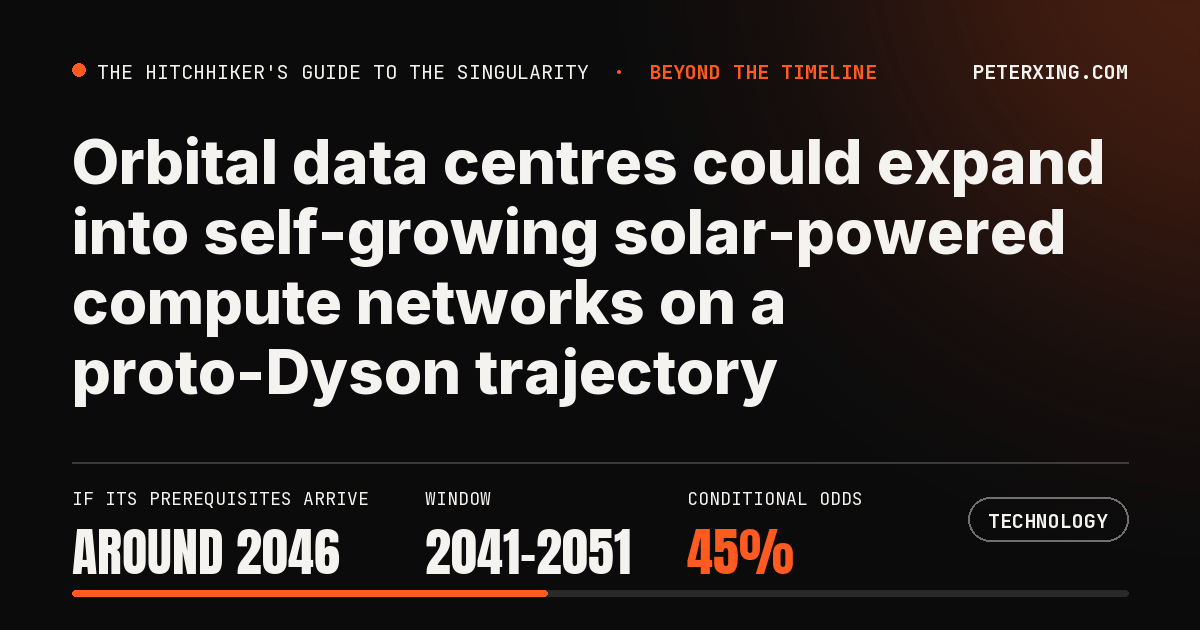 THE HITCHHIKER'S GUIDE TO THE SINGULARITY • BEYOND THE TIMELINE PETERXING.COM
Orbital data centres could expand
into self-growing solar-powered
compute networks on a
proto-Dyson trajectory
IF ITS PREREQUISITES ARRIVE WINDOW CONDITIONAL ODDS
AROUND 2046 2041–2051 45%
TECHNOLOGY